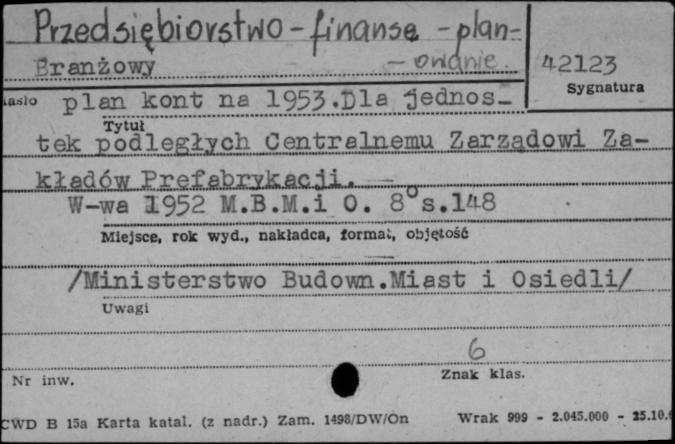 Przedsiębiorstwo - finanse - plan-
Branżowy - owanie. 42123
Sygnatura
plan kont na 1953.Dla jednos-
Tytuł
tek podległych Centralnemu Zarządowi Za-
kładów Prefabrykacji.
W-wa 1952 M.B.M.i O. 8° s.148
Miejsce, rok wyd., nakładca, format, objętość
/Ministerstwo Budown.Miast i Osiedli/
Uwagi
6
Nr inw. Znak klas.
CWD B 15a Karta katal. (z nadr.) Zam. 1498/DW/On Wrak 999 - 2.045.000 - 25.10.